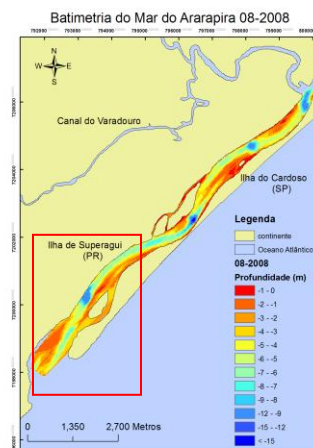 Batimetria do Mar do Ararapira 08-2008
N
W E
S
Canal do Varadouro
Ilha do Cardoso
(SP)
Ilha de Superagui
(PR)
Legenda
continente
Oceano Atlântico
08-2008
Profundidade (m)
-1 - 0
-2 - -1
-3 - -2
-4 - -3
-5 - -4
-6 - -5
-7 - -6
-8 - -7
-9 - -8
-12 - -9
-15 - -12
< -15
0 1,350 2,700 Metros